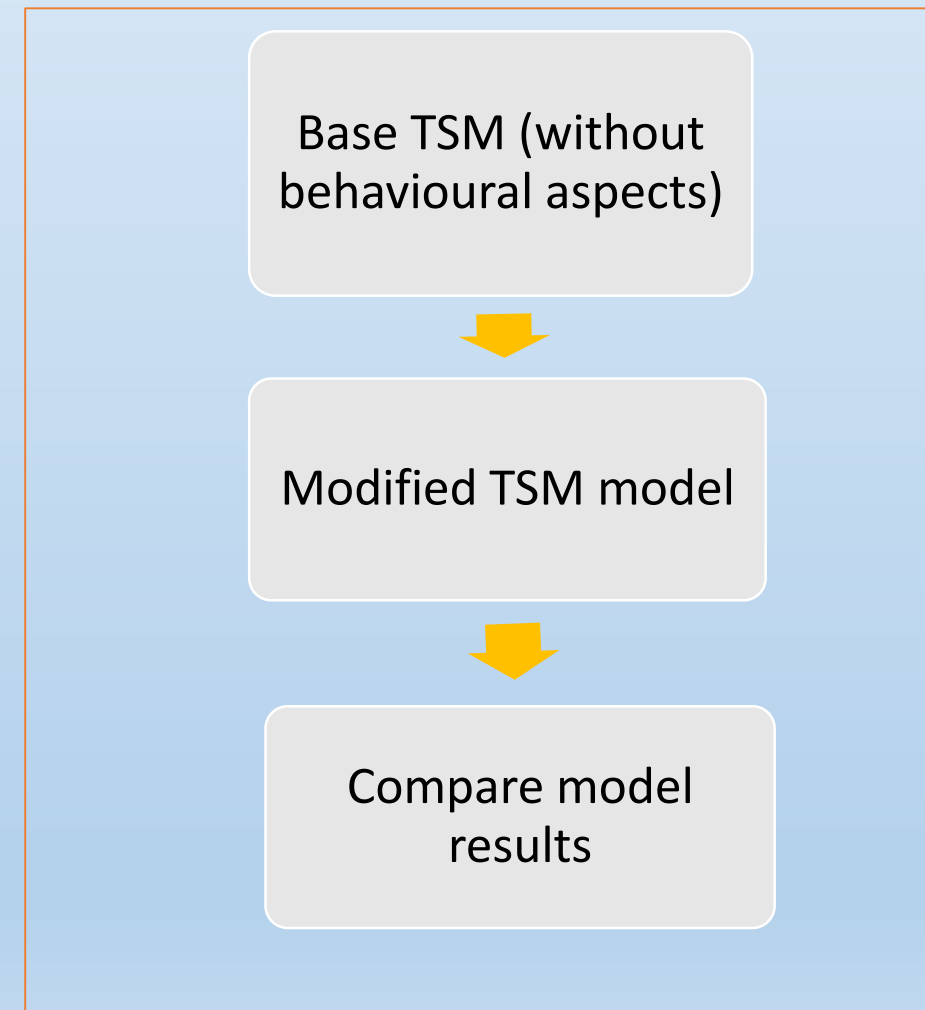 Base TSM (without
behavioural aspects)
Modified TSM model
Compare model
results